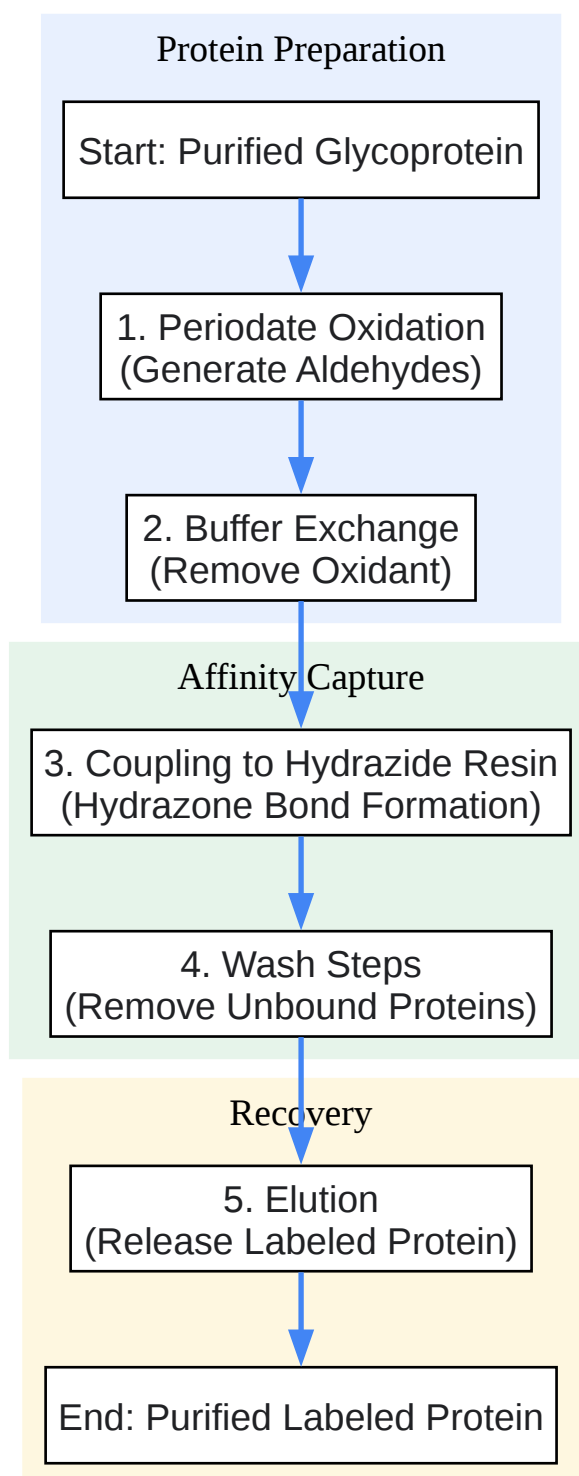 Protein Preparation
Start: Purified Glycoprotein
1. Periodate Oxidation
(Generate Aldehydes)
2. Buffer Exchange
(Remove Oxidant)
Affinity Capture
3. Coupling to Hydrazide Resin
(Hydrazone Bond Formation)
4. Wash Steps
(Remove Unbound Proteins)
Recovery
5. Elution
(Release Labeled Protein)
End: Purified Labeled Protein